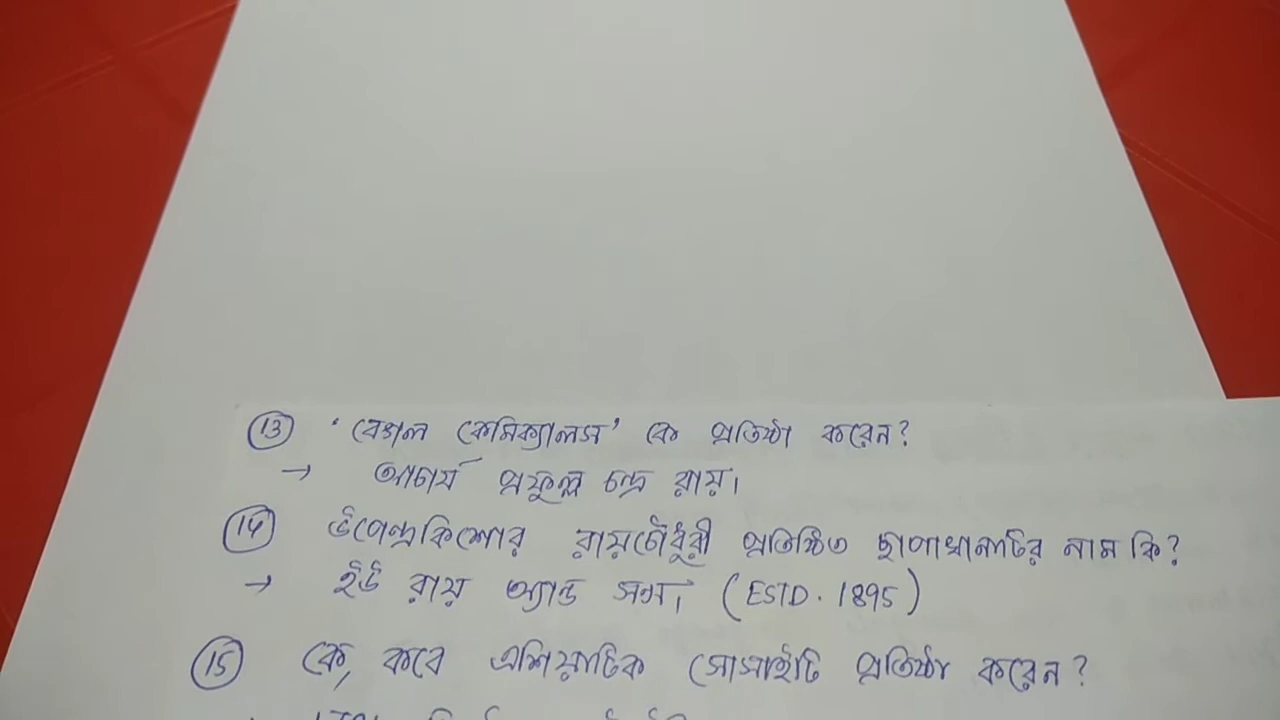 13 'বেঙ্গল কেমিক্যালস' কে প্রতিষ্ঠা করেন?
→ আচার্য প্রফুল্ল চন্দ্র রায়।
14 উপেন্দ্রকিশোর রায়চৌধুরী প্রতিষ্ঠিত ছাপাখানাটির নাম কি?
→ ইউ রায় অ্যান্ড সন্স। (ESTD. 1895)
15 কে, কবে এশিয়াটিক সোসাইটি প্রতিষ্ঠা করেন?